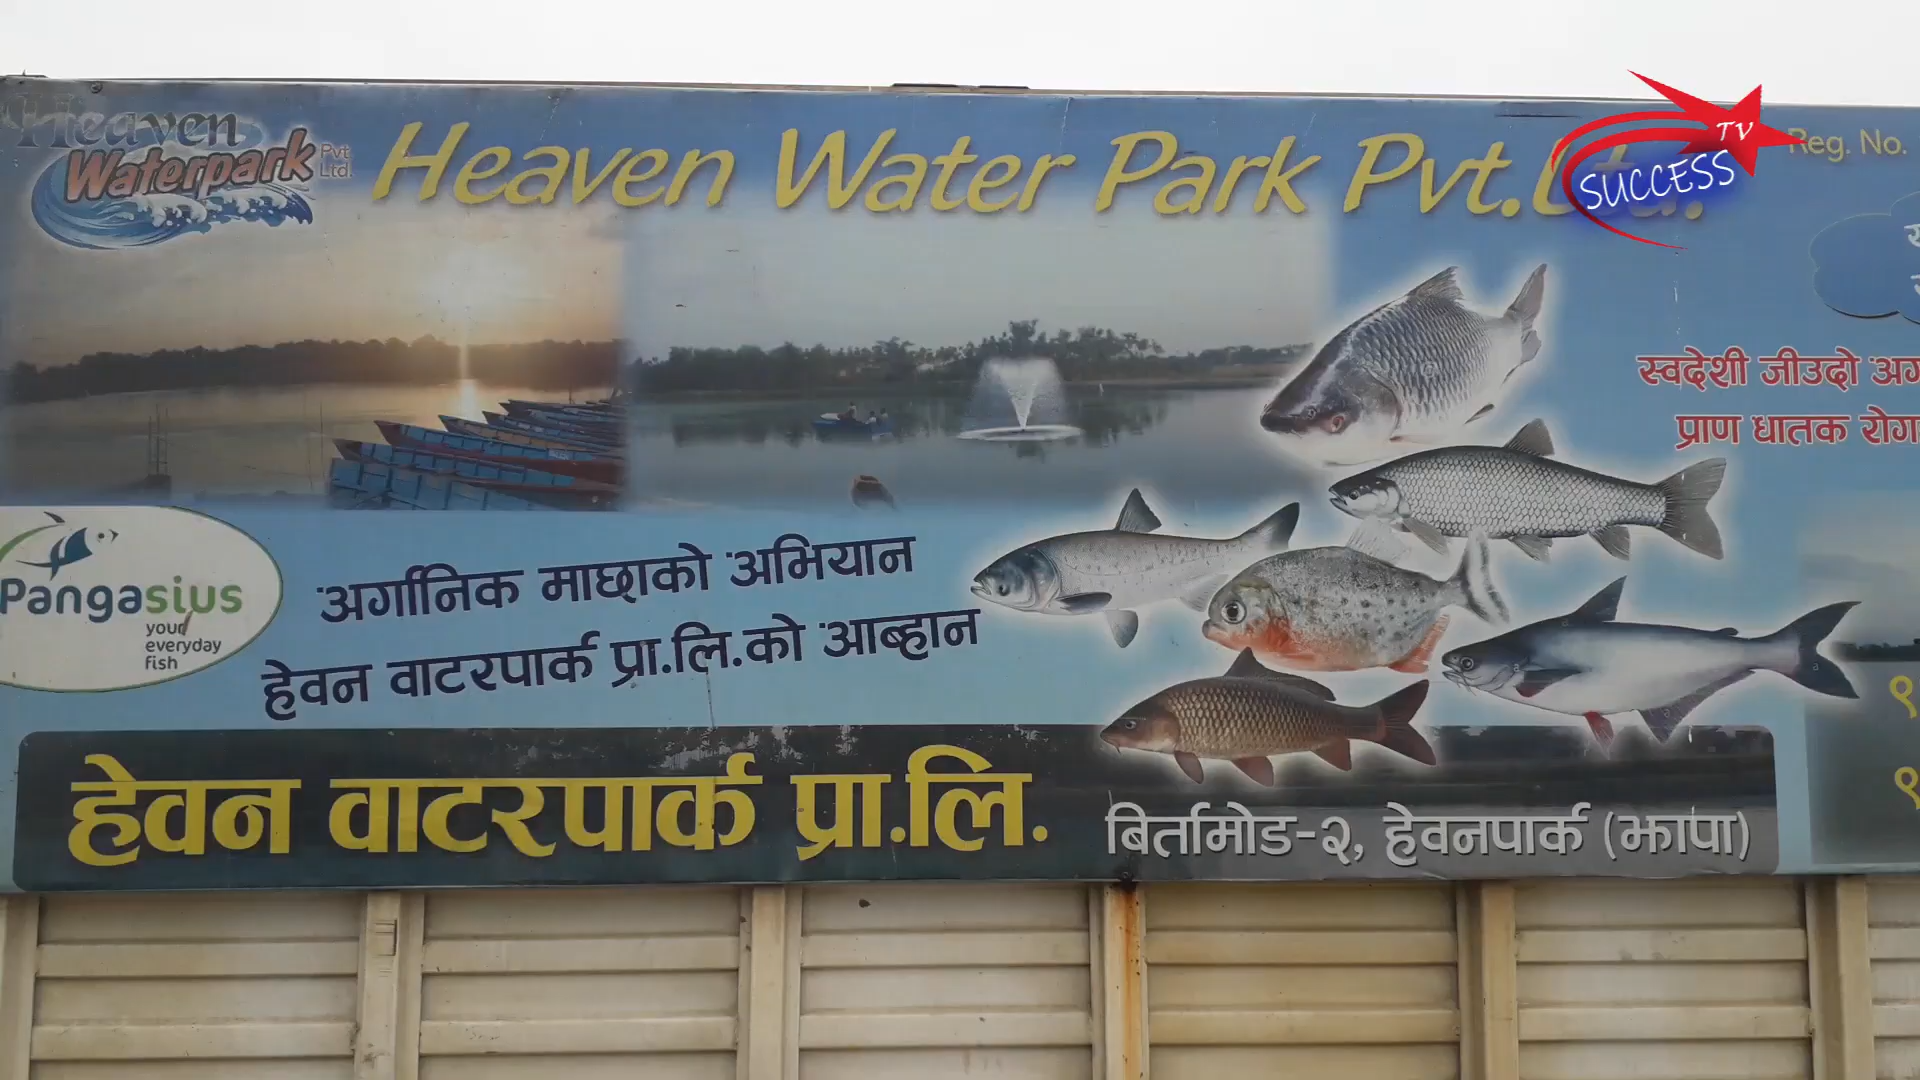 Heaven
Waterpark Pvt. Ltd.
Heaven Water Park Pvt.Ltd.
TV
SUCCESS
Reg. No.
स्वदेशी जीउदो
प्राण धातक
Pangasius
your
everyday
fish
अर्गानिक माछाको अभियान
हेवन वाटरपार्क प्रा.लि.को आब्हान
हेवन वाटरपार्क प्रा.लि.
बिर्तामोड-२, हेवनपार्क (झापा)